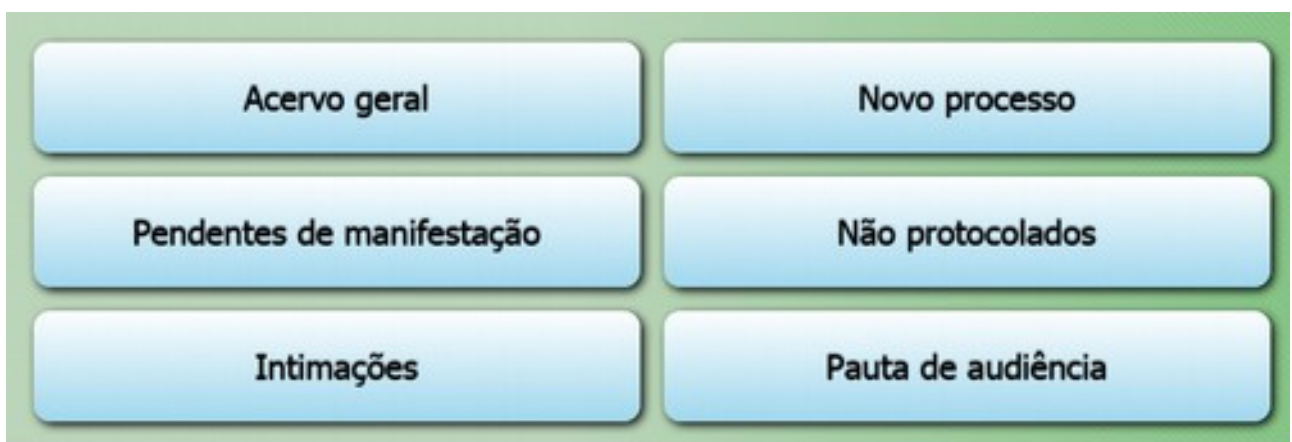 Acervo geral
Novo processo
Pendentes de manifestação
Não protocolados
Intimações
Pauta de audiência